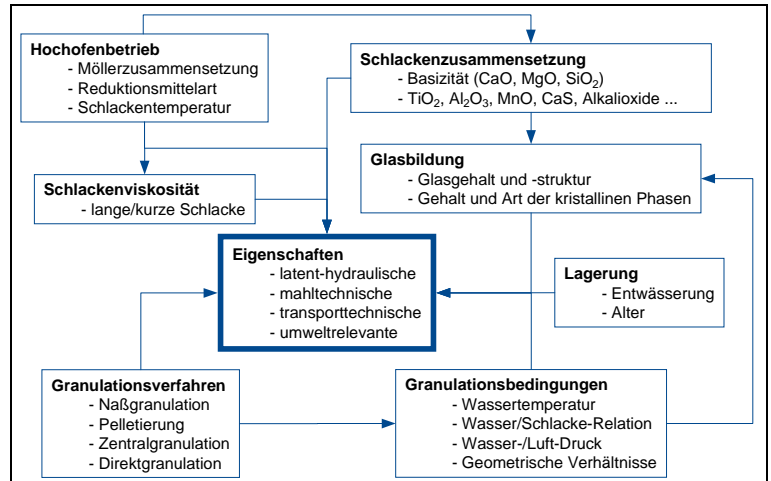 Hochofenbetrieb
- Möllerzusammensetzung
- Reduktionsmittelart
- Schlackentemperatur
Schlackenzusammensetzung
- Basizität (CaO, MgO, SiO₂)
- TiO₂, Al₂O₃, MnO, CaS, Alkalioxide ...
Glasbildung
- Glasgehalt und -struktur
- Gehalt und Art der kristallinen Phasen
Schlackenviskosität
- lange/kurze Schlacke
Eigenschaften
- latent-hydraulische
- mahltechnische
- transporttechnische
- umweltrelevante
Lagerung
- Entwässerung
- Alter
Granulationsverfahren
- Naßgranulation
- Pelletierung
- Zentralgranulation
- Direktgranulation
Granulationsbedingungen
- Wassertemperatur
- Wasser/Schlacke-Relation
- Wasser-/Luft-Druck
- Geometrische Verhältnisse